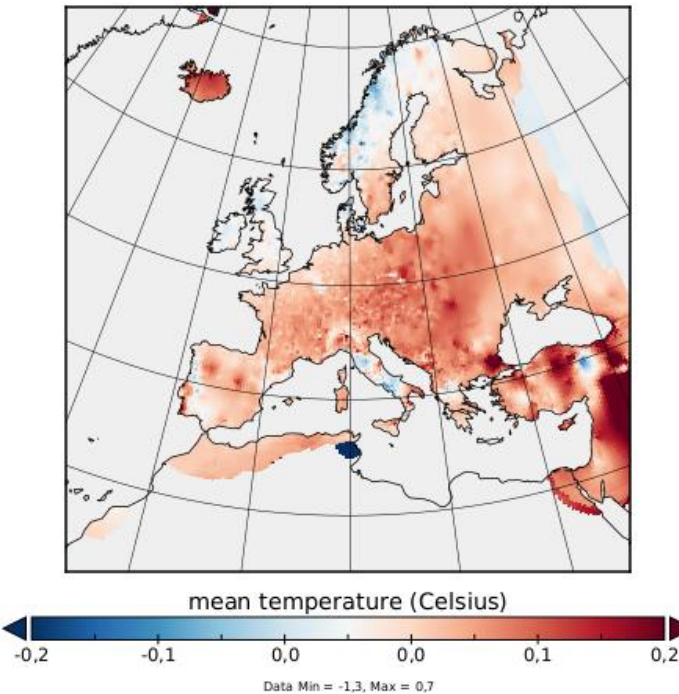 mean temperature (Celsius)
-0,2 -0,1 0,0 0,0 0,1 0,2
Data Min = -1,3, Max = 0,7